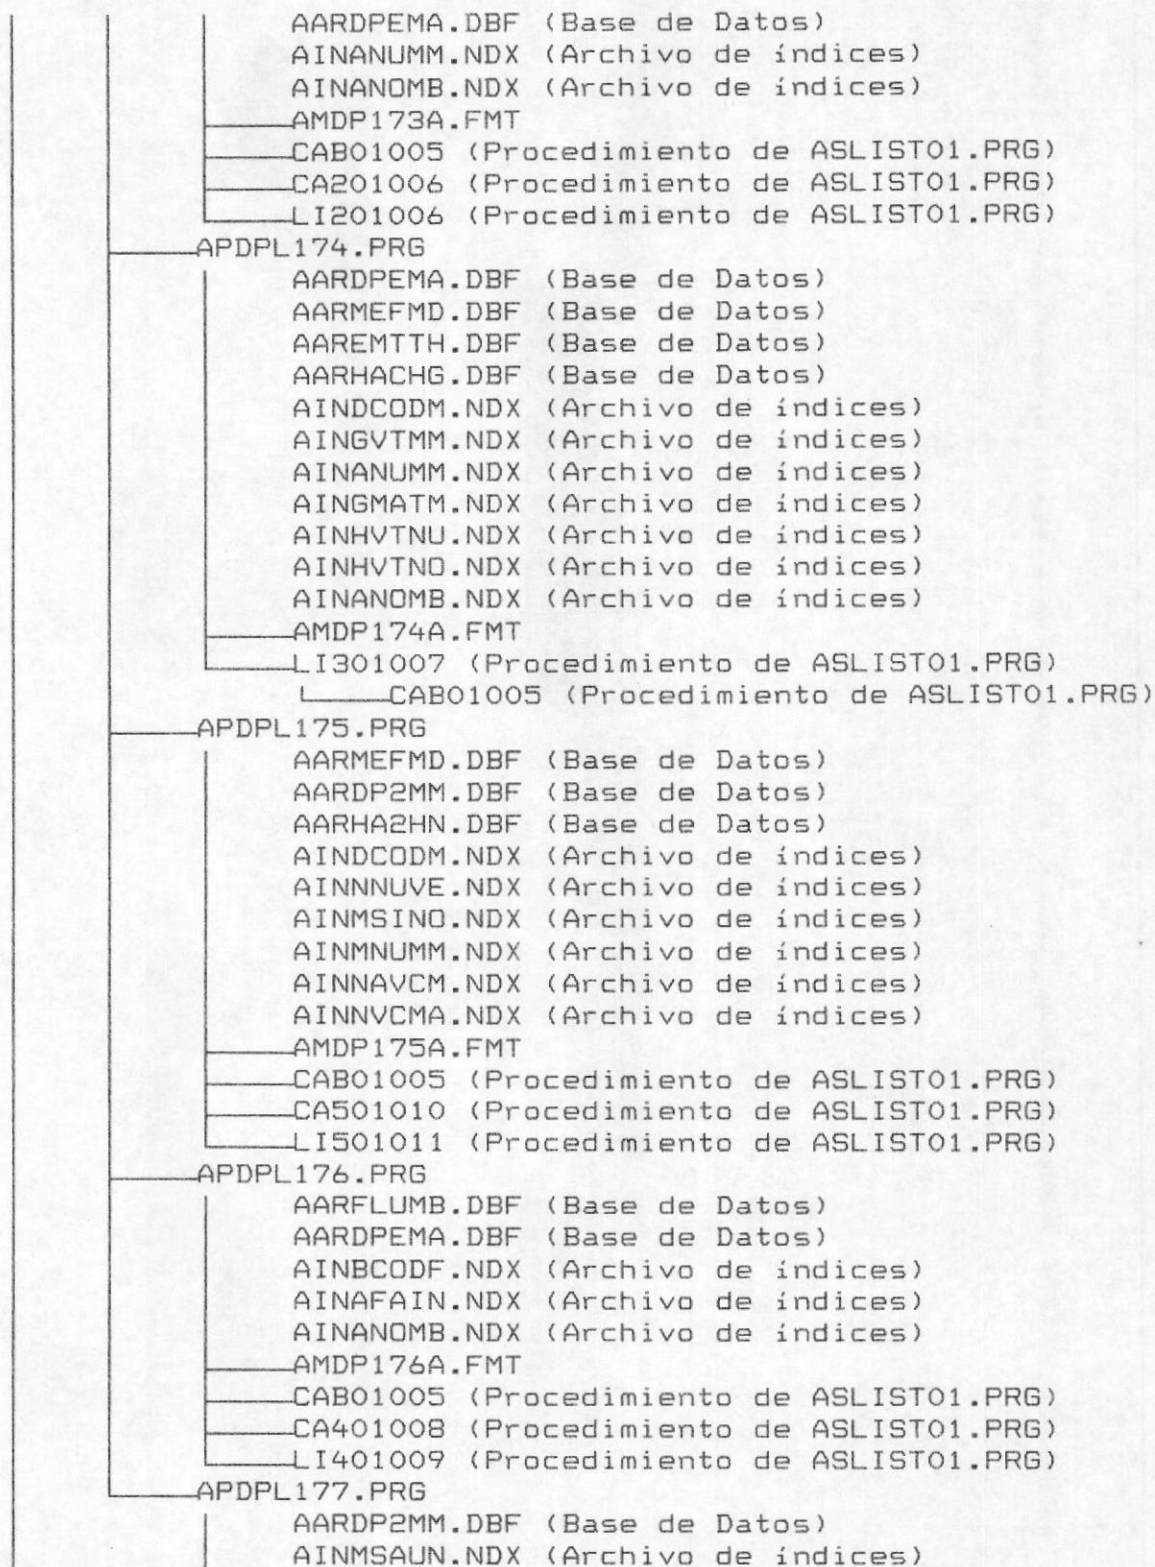 AARDPEMA.DBF (Base de Datos)
AINANUMM.NDX (Archivo de índices)
AINANOMB.NDX (Archivo de índices)
AMDP173A.FMT
CAB01005 (Procedimiento de ASLIST01.PRG)
CA201006 (Procedimiento de ASLIST01.PRG)
LI201006 (Procedimiento de ASLIST01.PRG)
APDPL174.PRG
AARDPEMA.DBF (Base de Datos)
AARMEFMD.DBF (Base de Datos)
AAREMTTH.DBF (Base de Datos)
AARHACHG.DBF (Base de Datos)
AINDCODM.NDX (Archivo de índices)
AINGVTMM.NDX (Archivo de índices)
AINANUMM.NDX (Archivo de índices)
AINGMATM.NDX (Archivo de índices)
AINHVTNU.NDX (Archivo de índices)
AINHVTNO.NDX (Archivo de índices)
AINANOMB.NDX (Archivo de índices)
AMDP174A.FMT
LI301007 (Procedimiento de ASLIST01.PRG)
CAB01005 (Procedimiento de ASLIST01.PRG)
APDPL175.PRG
AARMEFMD.DBF (Base de Datos)
AARDP2MM.DBF (Base de Datos)
AARHA2HN.DBF (Base de Datos)
AINDCODM.NDX (Archivo de índices)
AINNNUVE.NDX (Archivo de índices)
AINMSINO.NDX (Archivo de índices)
AINMNUMM.NDX (Archivo de índices)
AINNAVCM.NDX (Archivo de índices)
AINNVCMA.NDX (Archivo de índices)
AMDP175A.FMT
CAB01005 (Procedimiento de ASLIST01.PRG)
CA501010 (Procedimiento de ASLIST01.PRG)
LI501011 (Procedimiento de ASLIST01.PRG)
APDPL176.PRG
AARFLUMB.DBF (Base de Datos)
AARDPEMA.DBF (Base de Datos)
AINBCODF.NDX (Archivo de índices)
AINAFAIN.NDX (Archivo de índices)
AINANOMB.NDX (Archivo de índices)
AMDP176A.FMT
CAB01005 (Procedimiento de ASLIST01.PRG)
CA401008 (Procedimiento de ASLIST01.PRG)
LI401009 (Procedimiento de ASLIST01.PRG)
APDPL177.PRG
AARDP2MM.DBF (Base de Datos)
AINMSAUN.NDX (Archivo de índices)